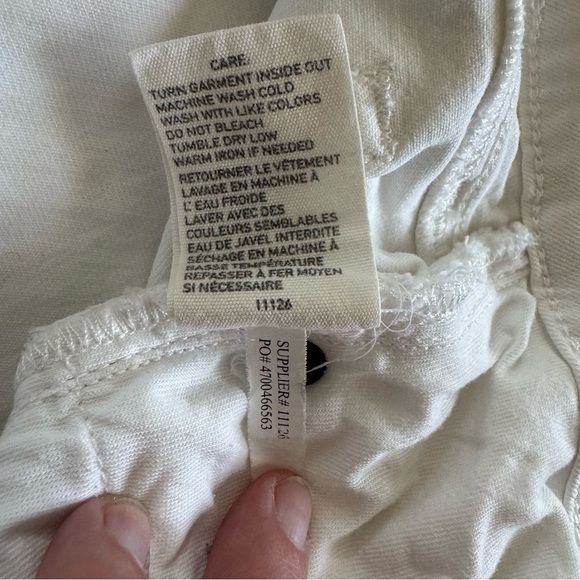 CARE:
TURN GARMENT INSIDE OUT
MACHINE WASH COLD
WASH WITH LIKE COLORS
DO NOT BLEACH
TUMBLE DRY LOW
WARM IRON IF NEEDED
RETOURNER LE VÊTEMENT
LAVAGE EN MACHINE À
L' EAU FROIDE
LAVER AVEC DES
COULEURS SEMBLABLES
EAU DE JAVEL INTERDITE
SÉCHAGE EN MACHINE À
BASSE TEMPÉRATURE
REPASSER À FER MOYEN
SI NÉCESSAIRE
11126
SUPPLIER# 11126
PO# 4700466563